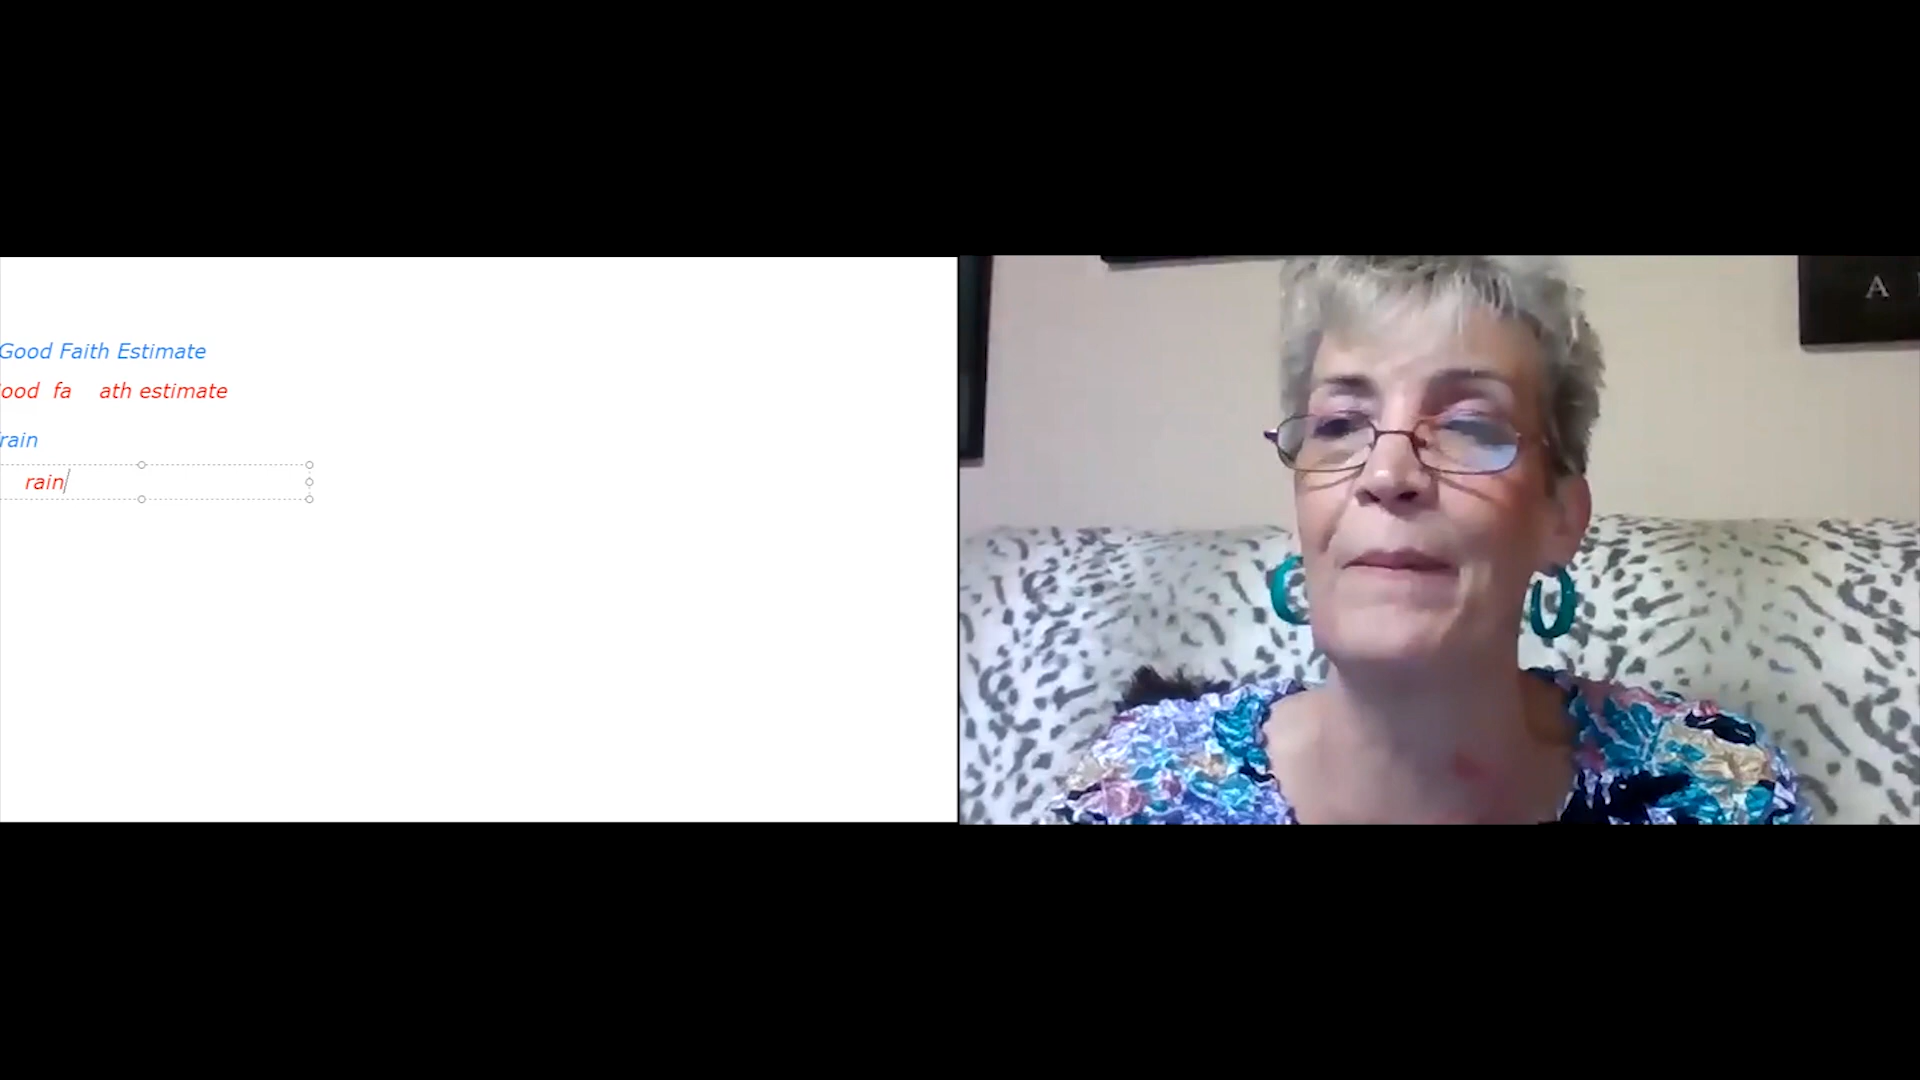 Good Faith Estimate
ood fa ath estimate
rain
rain
A